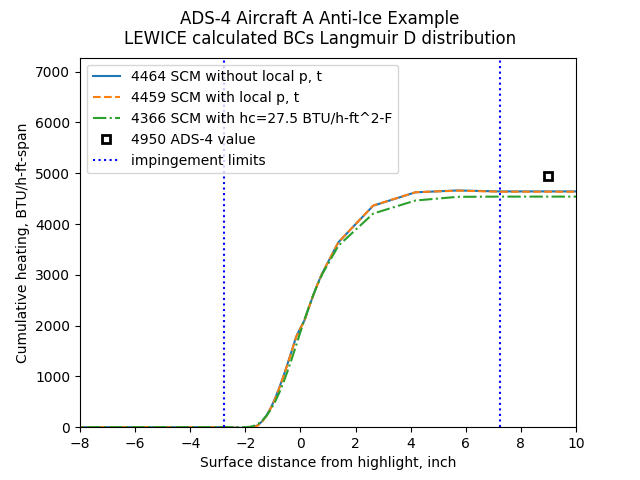 ADS-4 Aircraft A Anti-Ice Example
LEWICE calculated BCs Langmuir D distribution
4464 SCM without local p, t
4459 SCM with local p, t
4366 SCM with hc=27.5 BTU/h-ft^2-F
4950 ADS-4 value
impingement limits
Cumulative heating, BTU/h-ft-span
7000
6000
5000
4000
3000
2000
1000
0
−8 −6 −4 −2 0 2 4 6 8 10
Surface distance from highlight, inch